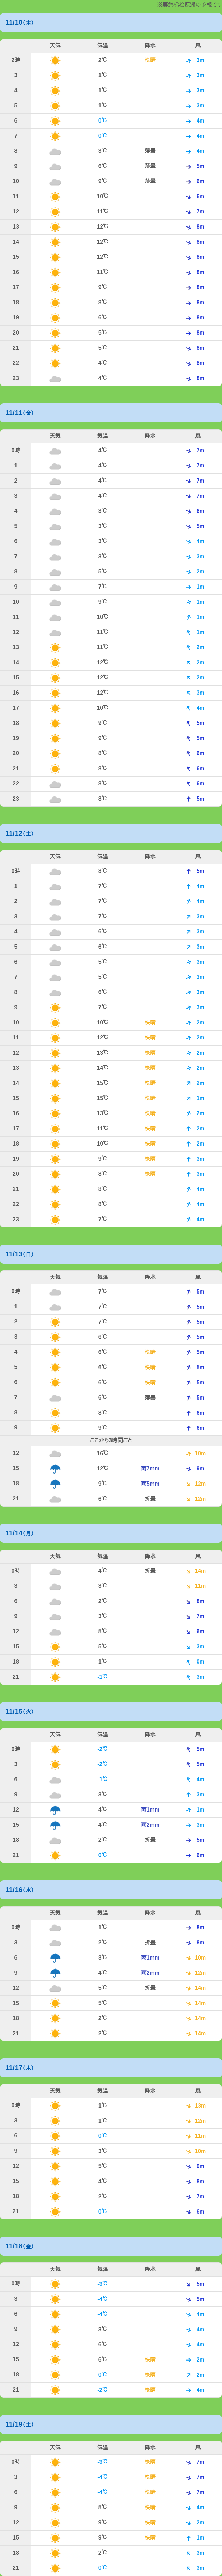 ※裏磐梯桧原湖の予報です
11/10(木)
天気 気温 降水 風
2時 2℃ 快晴 3m
3 1℃ 3m
4 1℃ 3m
5 1℃ 3m
6 0℃ 4m
7 0℃ 4m
8 3℃ 薄曇 4m
9 6℃ 薄曇 5m
10 9℃ 薄曇 6m
11 10℃ 6m
12 11℃ 7m
13 12℃ 8m
14 12℃ 8m
15 12℃ 8m
16 11℃ 8m
17 9℃ 8m
18 8℃ 8m
19 6℃ 8m
20 5℃ 8m
21 5℃ 8m
22 4℃ 8m
23 4℃ 8m
11/11(金)
天気 気温 降水 風
0時 4℃ 7m
1 4℃ 7m
2 4℃ 7m
3 4℃ 7m
4 3℃ 6m
5 3℃ 5m
6 3℃ 4m
7 3℃ 3m
8 5℃ 2m
9 7℃ 1m
10 9℃ 1m
11 10℃ 1m
12 11℃ 1m
13 11℃ 2m
14 12℃ 2m
15 12℃ 2m
16 12℃ 3m
17 10℃ 4m
18 9℃ 5m
19 9℃ 5m
20 8℃ 6m
21 8℃ 6m
22 8℃ 6m
23 8℃ 5m
11/12(土)
天気 気温 降水 風
0時 8℃ 5m
1 7℃ 4m
2 7℃ 4m
3 7℃ 3m
4 6℃ 3m
5 6℃ 3m
6 5℃ 3m
7 5℃ 3m
8 6℃ 3m
9 7℃ 3m
10 10℃ 快晴 2m
11 12℃ 快晴 2m
12 13℃ 快晴 2m
13 14℃ 快晴 2m
14 15℃ 快晴 2m
15 15℃ 快晴 1m
16 13℃ 快晴 2m
17 11℃ 快晴 2m
18 10℃ 快晴 2m
19 9℃ 快晴 3m
20 8℃ 快晴 3m
21 8℃ 4m
22 8℃ 4m
23 7℃ 4m
11/13(日)
天気 気温 降水 風
0時 7℃ 5m
1 7℃ 5m
2 7℃ 5m
3 6℃ 5m
4 6℃ 快晴 5m
5 6℃ 快晴 5m
6 6℃ 快晴 5m
7 6℃ 薄曇 5m
8 8℃ 6m
9 9℃ 6m
ここから3時間ごと
12 16℃ 10m
15 12℃ 雨7mm 9m
18 9℃ 雨5mm 12m
21 6℃ 折曇 12m
11/14(月)
天気 気温 降水 風
0時 4℃ 折曇 14m
3 3℃ 11m
6 2℃ 8m
9 3℃ 7m
12 5℃ 6m
15 5℃ 3m
18 1℃ 0m
21 -1℃ 3m
11/15(火)
天気 気温 降水 風
0時 -2℃ 5m
3 -2℃ 5m
6 -1℃ 4m
9 3℃ 3m
12 4℃ 雨1mm 1m
15 4℃ 雨2mm 3m
18 2℃ 折曇 5m
21 0℃ 6m
11/16(水)
天気 気温 降水 風
0時 1℃ 8m
3 2℃ 折曇 8m
6 3℃ 雨1mm 10m
9 4℃ 雨2mm 12m
12 5℃ 折曇 14m
15 5℃ 14m
18 2℃ 14m
21 2℃ 14m
11/17(木)
天気 気温 降水 風
0時 1℃ 13m
3 1℃ 12m
6 0℃ 11m
9 3℃ 10m
12 5℃ 9m
15 4℃ 8m
18 2℃ 7m
21 0℃ 6m
11/18(金)
天気 気温 降水 風
0時 -3℃ 5m
3 -4℃ 5m
6 -4℃ 4m
9 3℃ 4m
12 6℃ 4m
15 6℃ 快晴 2m
18 0℃ 快晴 2m
21 -2℃ 快晴 4m
11/19(土)
天気 気温 降水 風
0時 -3℃ 快晴 7m
3 -4℃ 快晴 7m
6 -4℃ 快晴 7m
9 5℃ 快晴 4m
12 9℃ 快晴 2m
15 9℃ 快晴 1m
18 2℃ 3m
21 0℃ 3m